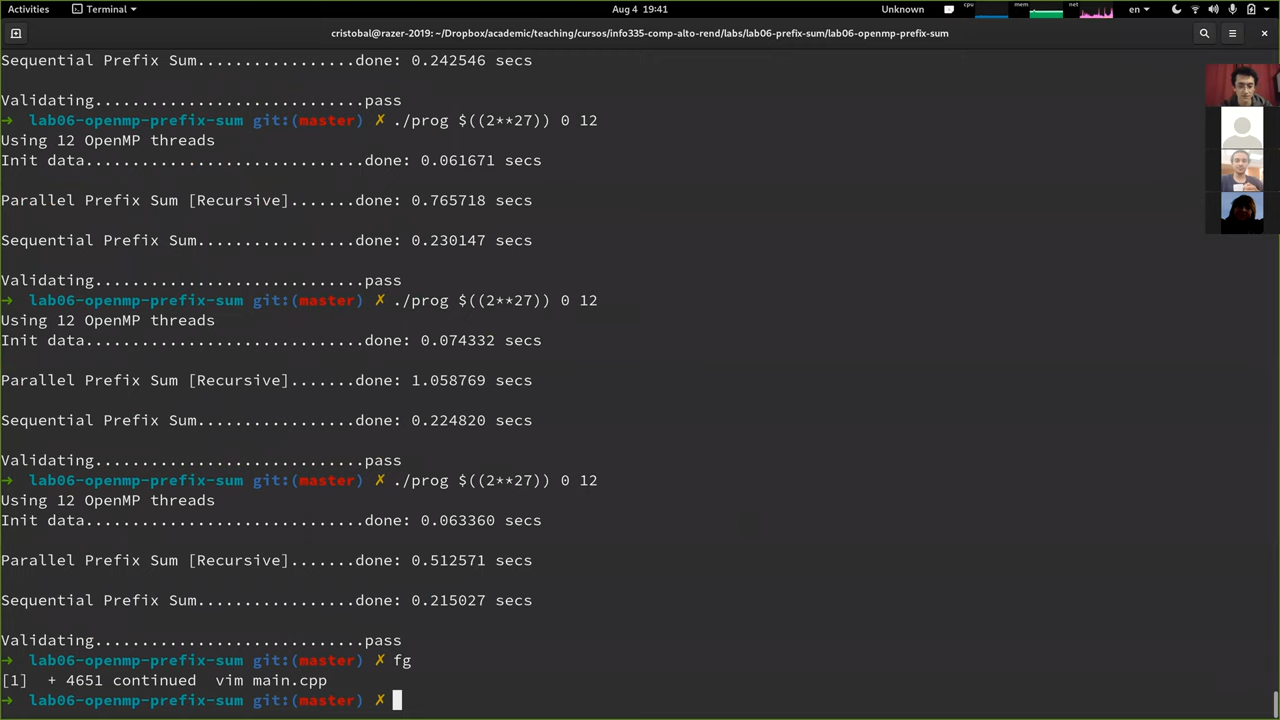 Activities Terminal Aug 4 19:41 Unknown cpu mem net en
cristobal@razer-2019: ~/Dropbox/academic/teaching/cursos/info335-comp-alto-rend/labs/lab06-prefix-sum/lab06-openmp-prefix-sum
Sequential Prefix Sum.................done: 0.242546 secs
Validating.............................pass
→ lab06-openmp-prefix-sum git:(master) ✗ ./prog $((2**27)) 0 12
Using 12 OpenMP threads
Init data..............................done: 0.061671 secs
Parallel Prefix Sum [Recursive].......done: 0.765718 secs
Sequential Prefix Sum.................done: 0.230147 secs
Validating.............................pass
→ lab06-openmp-prefix-sum git:(master) ✗ ./prog $((2**27)) 0 12
Using 12 OpenMP threads
Init data..............................done: 0.074332 secs
Parallel Prefix Sum [Recursive].......done: 1.058769 secs
Sequential Prefix Sum.................done: 0.224820 secs
Validating.............................pass
→ lab06-openmp-prefix-sum git:(master) ✗ ./prog $((2**27)) 0 12
Using 12 OpenMP threads
Init data..............................done: 0.063360 secs
Parallel Prefix Sum [Recursive].......done: 0.512571 secs
Sequential Prefix Sum.................done: 0.215027 secs
Validating.............................pass
→ lab06-openmp-prefix-sum git:(master) ✗ fg
[1]  + 4651 continued  vim main.cpp
→ lab06-openmp-prefix-sum git:(master) ✗